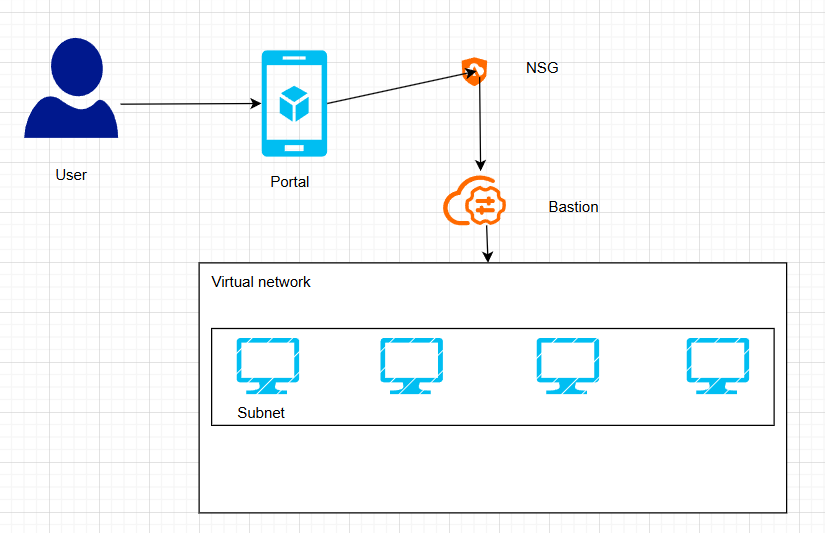 NSG
User
Portal
Bastion
Virtual network
Subnet